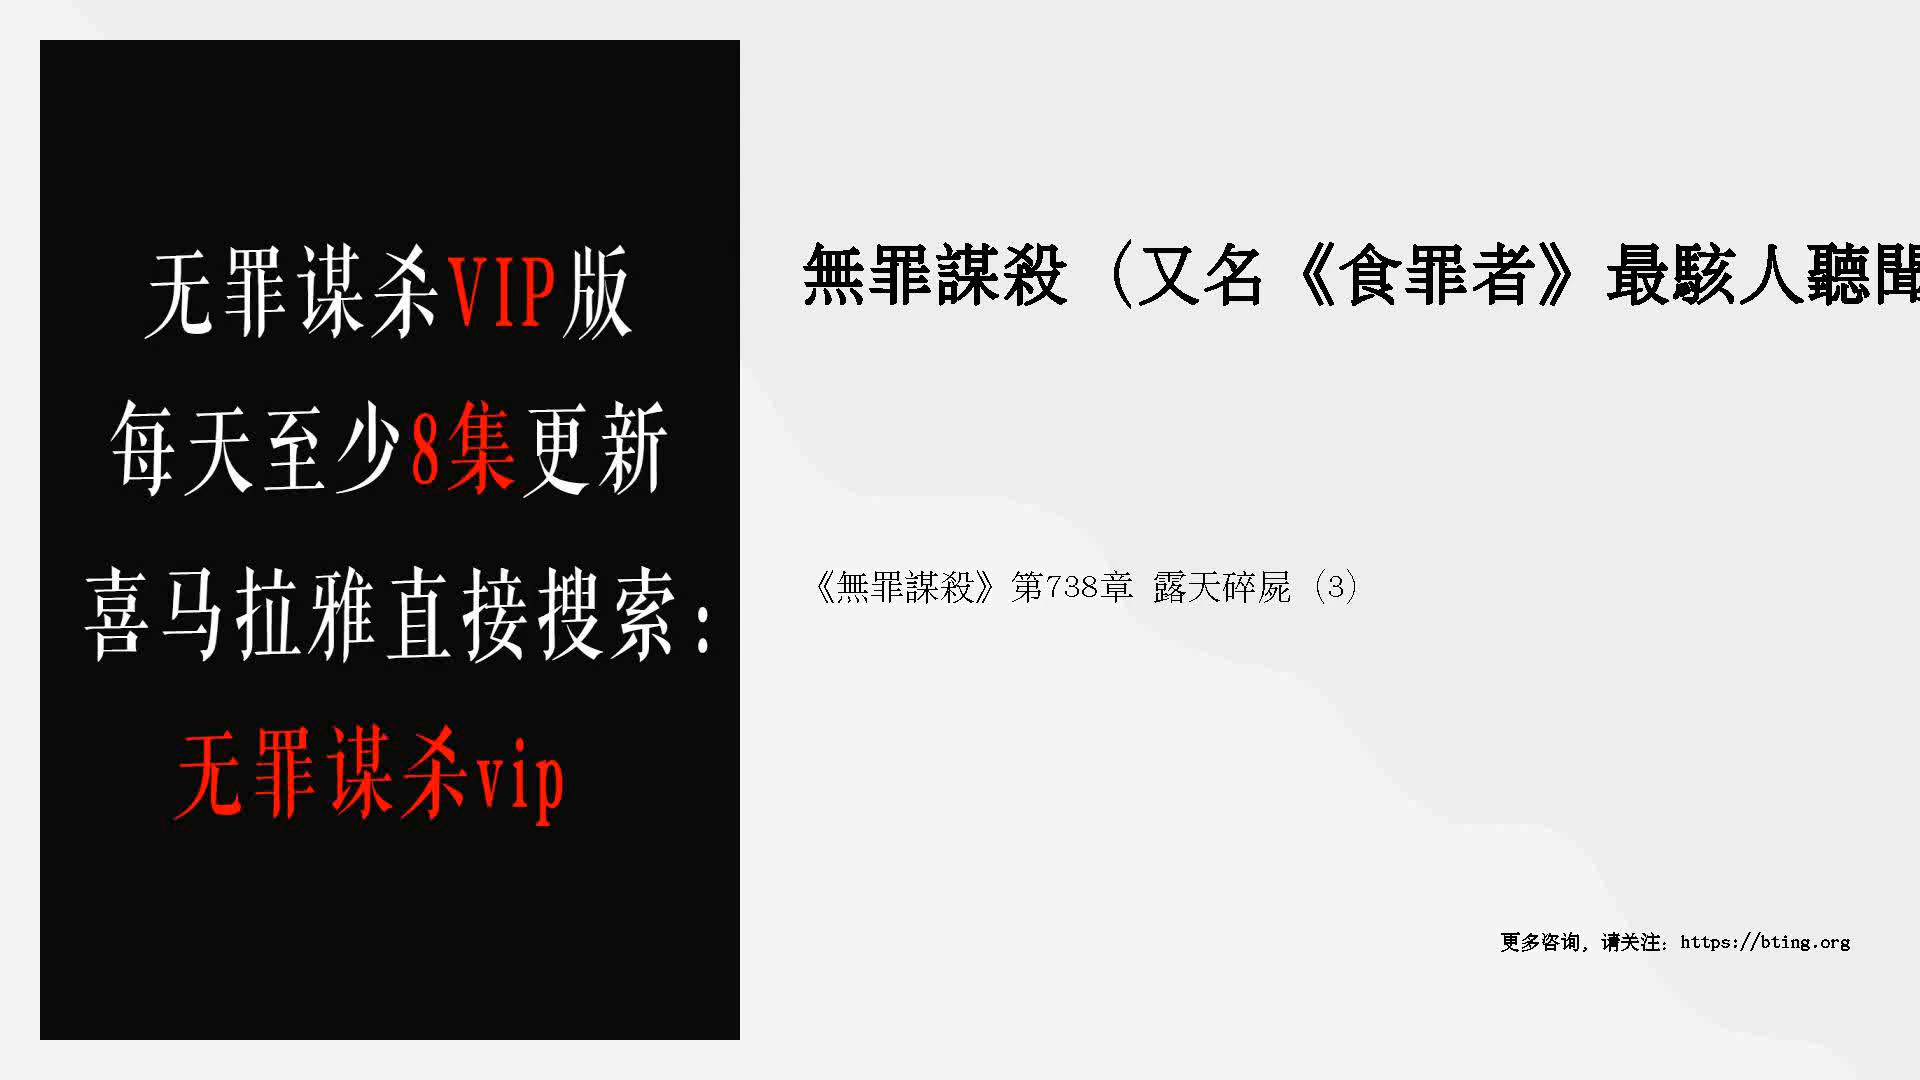 无罪谋杀VIP版
每天至少8集更新
喜马拉雅直接搜索：
无罪谋杀vip
無罪謀殺（又名《食罪者》最駭人聽聞
《無罪謀殺》第738章 露天碎屍（3）
更多咨询，请关注：https://bting.org